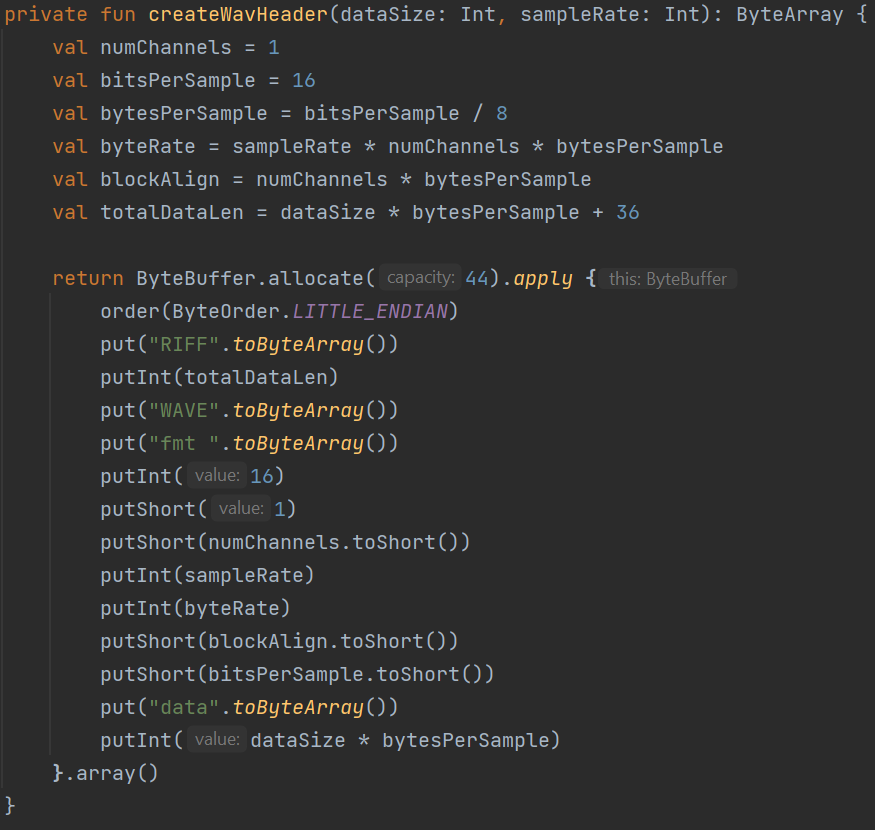 private fun createWavHeader(dataSize: Int, sampleRate: Int): ByteArray {
    val numChannels = 1
    val bitsPerSample = 16
    val bytesPerSample = bitsPerSample / 8
    val byteRate = sampleRate * numChannels * bytesPerSample
    val blockAlign = numChannels * bytesPerSample
    val totalDataLen = dataSize * bytesPerSample + 36

    return ByteBuffer.allocate( capacity: 44).apply { this: ByteBuffer
        order(ByteOrder.LITTLE_ENDIAN)
        put("RIFF".toByteArray())
        putInt(totalDataLen)
        put("WAVE".toByteArray())
        put("fmt ".toByteArray())
        putInt( value: 16)
        putShort( value: 1)
        putShort(numChannels.toShort())
        putInt(sampleRate)
        putInt(byteRate)
        putShort(blockAlign.toShort())
        putShort(bitsPerSample.toShort())
        put("data".toByteArray())
        putInt( value: dataSize * bytesPerSample)
    }.array()
}